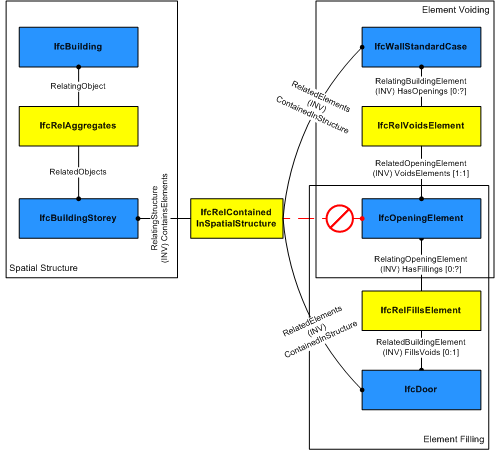 IfcBuilding
RelatingObject
IfcRelAggregates
RelatedObjects
IfcBuildingStorey
Spatial Structure
RelatingStructure
(INV) ContainsElements
IfcRelContained
InSpatialStructure
RelatedElements
(INV)
ContainedInStructure
RelatedElements
(INV)
ContainedInStructure
Element Voiding
IfcWallStandardCase
RelatingBuildingElement
(INV) HasOpenings [0:?]
IfcRelVoidsElement
RelatedOpeningElement
(INV) VoidsElements [1:1]
IfcOpeningElement
RelatingOpeningElement
(INV) HasFillings [0:?]
IfcRelFillsElement
RelatedBuildingElement
(INV) FillsVoids [0:1]
IfcDoor
Element Filling